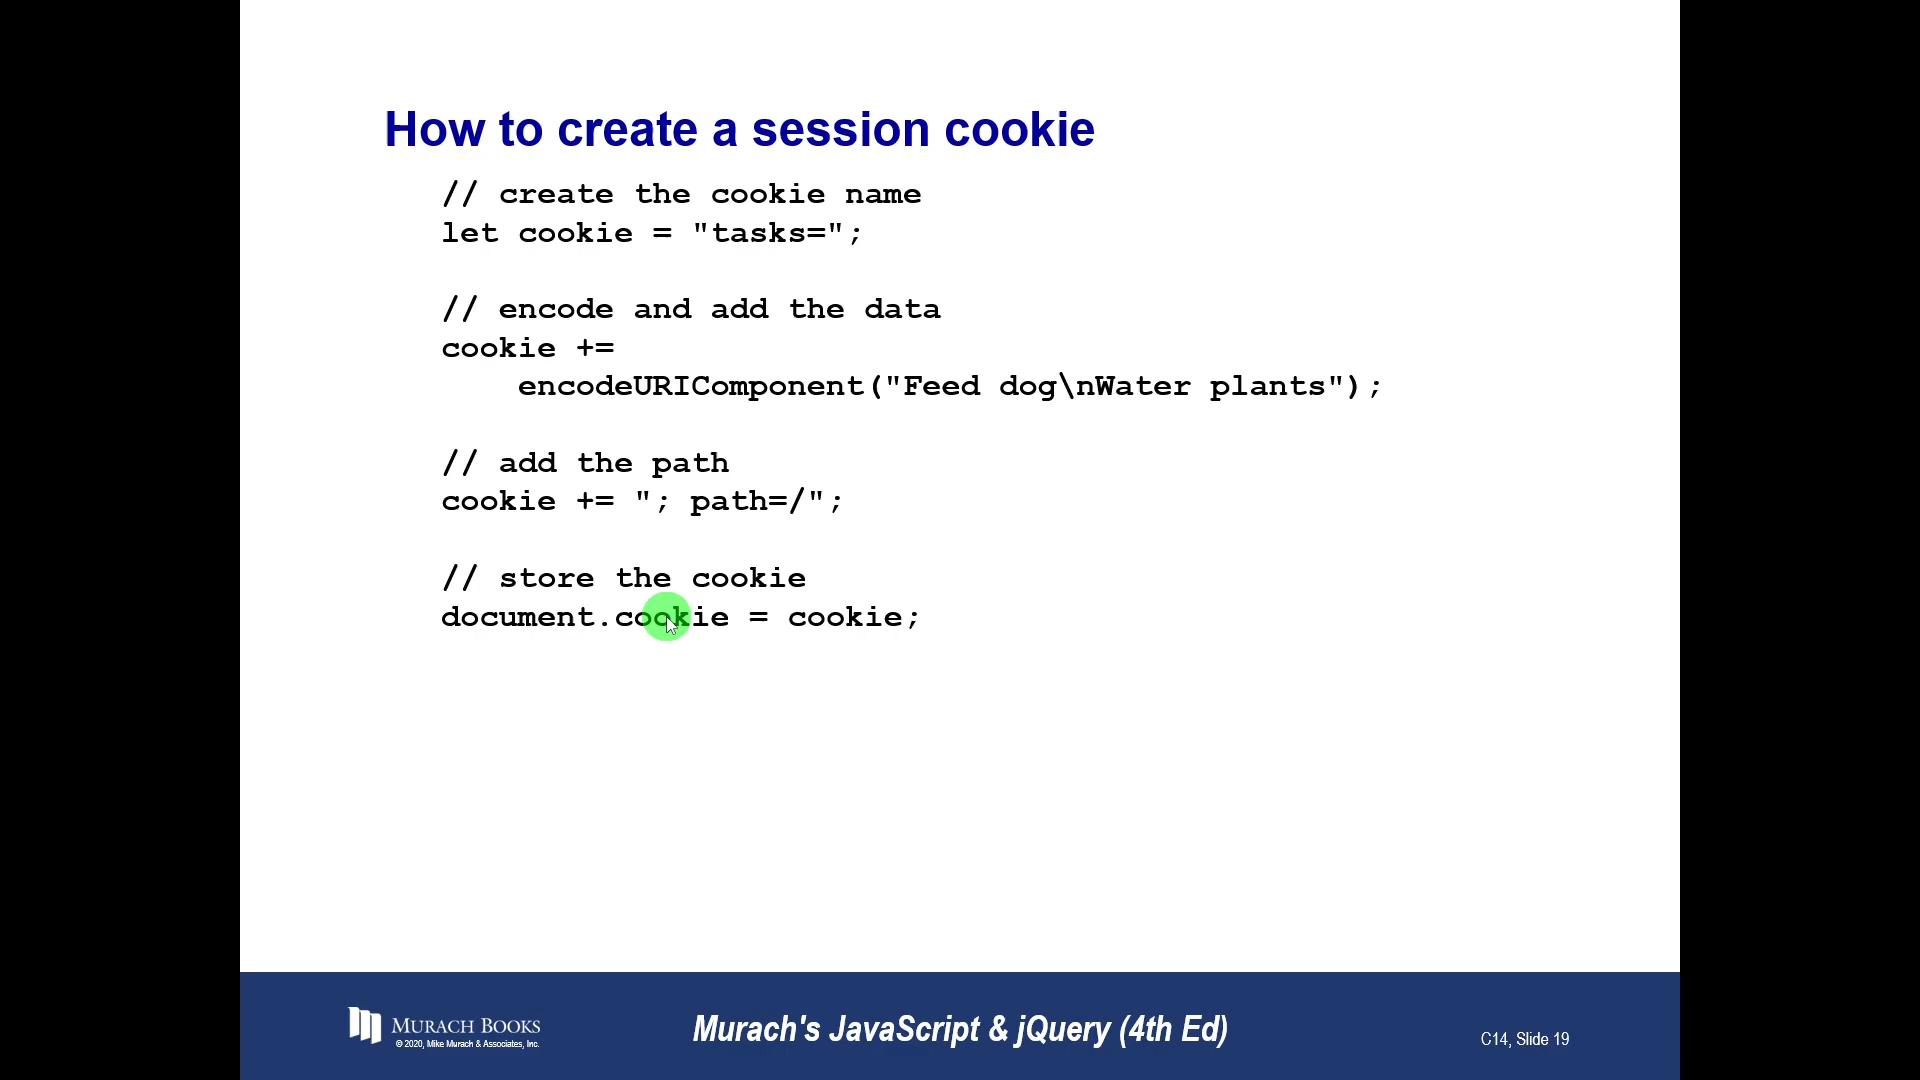 How to create a session cookie
// create the cookie name
let cookie = "tasks=";
// encode and add the data
cookie +=
encodeURIComponent("Feed dog\nWater plants");
// add the path
cookie += "; path=/";
// store the cookie
document.cookie = cookie;
MURACH BOOKS
© 2020, Mike Murach & Associates, Inc.
Murach's JavaScript & jQuery (4th Ed)
C14, Slide 19